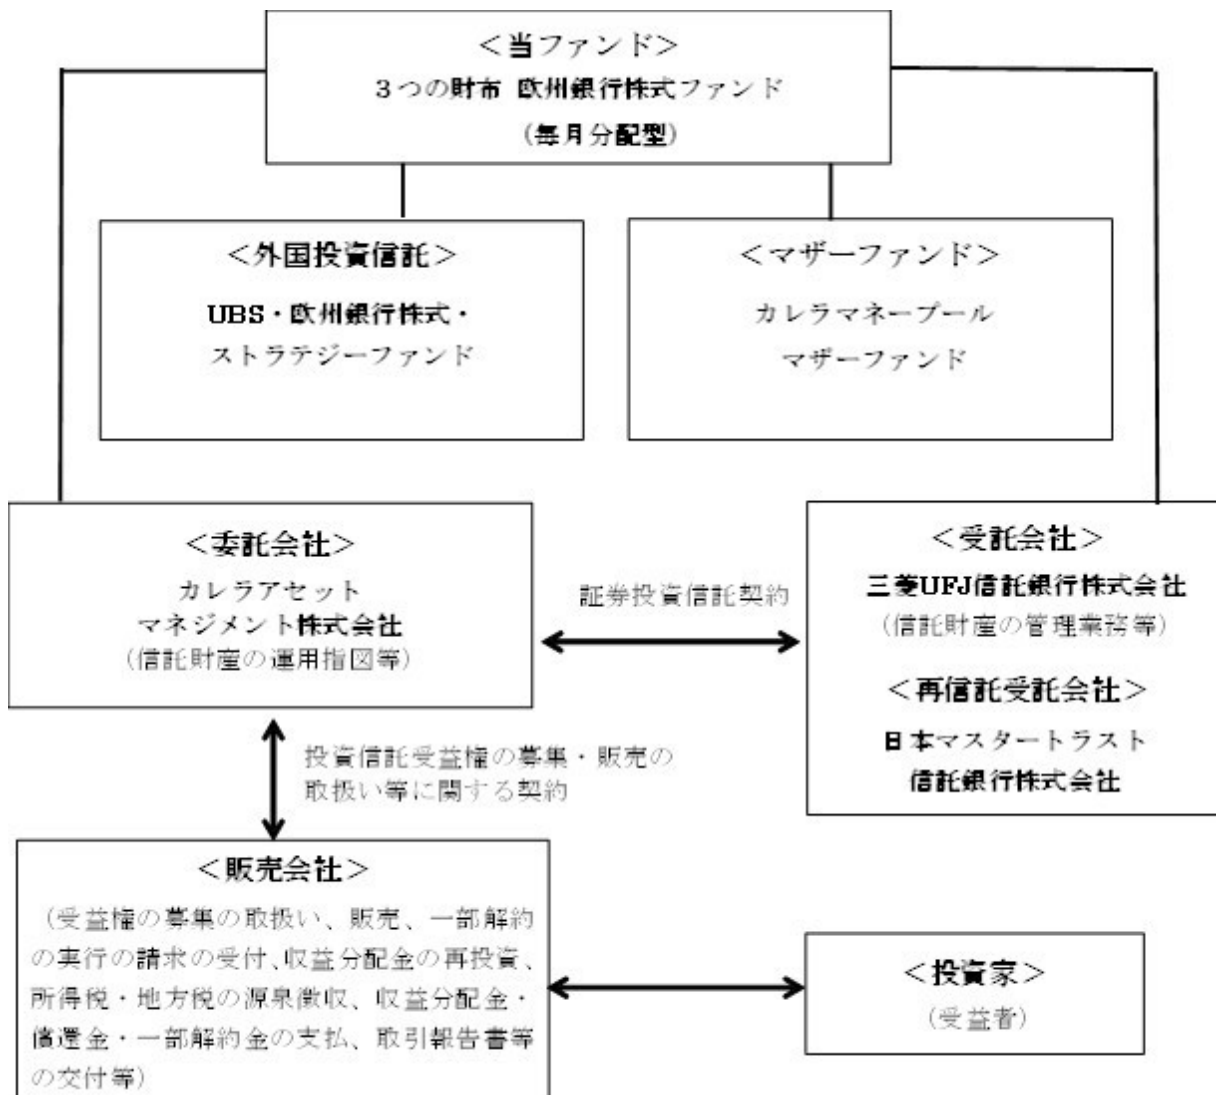 ＜当ファンド＞
３つの財布 欧州銀行株式ファンド
（毎月分配型）
＜外国投資信託＞
UBS・欧州銀行株式・
ストラテジーファンド
＜マザーファンド＞
カレラマネープール
マザーファンド
＜委託会社＞
カレラアセット
マネジメント株式会社
（信託財産の運用指図等）
証券投資信託契約
＜受託会社＞
三菱UFJ信託銀行株式会社
（信託財産の管理業務等）
＜再信託受託会社＞
日本マスタートラスト
信託銀行株式会社
投資信託受益権の募集・販売の
取扱い等に関する契約
＜販売会社＞
（受益権の募集の取扱い、販売、一部解約
の実行の請求の受付、収益分配金の再投資、
所得税・地方税の源泉徴収、収益分配金・
償還金・一部解約金の支払、取引報告書等
の交付等）
＜投資家＞
（受益者）